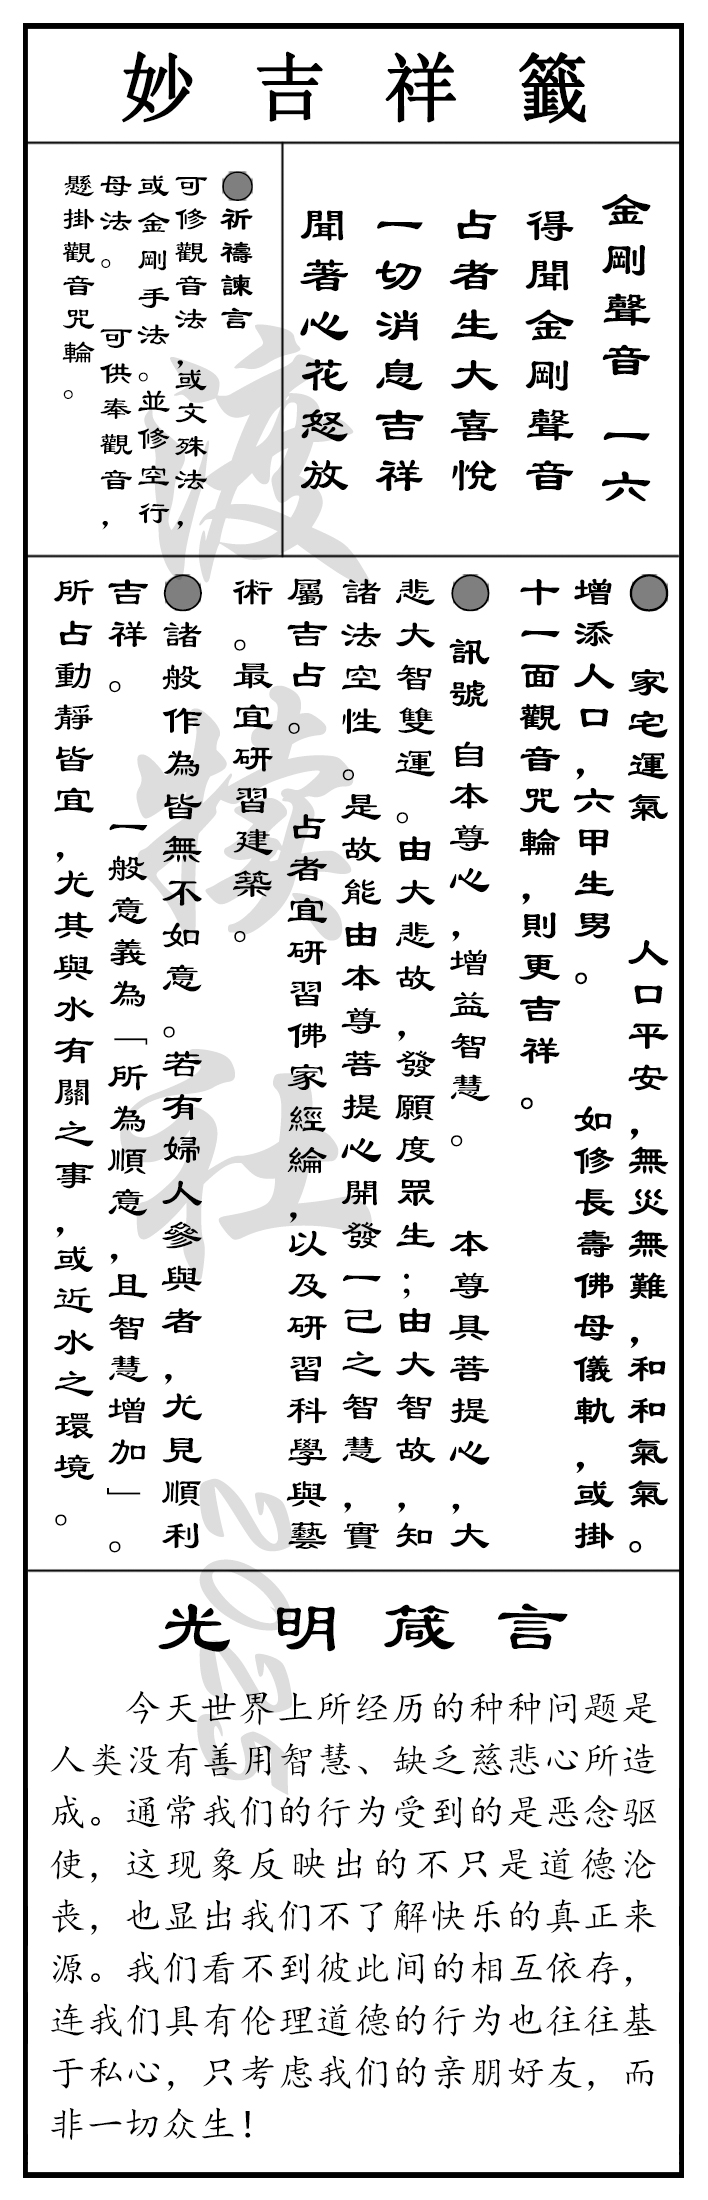 妙吉祥籤
金剛聲音 一六
得聞金剛聲音
占者生大喜悅
一切消息吉祥
聞著心花怒放
●祈禱諫言
可修觀音法,或文殊法,
或金剛手法。並修空行
母法。 可供奉觀音,
懸掛觀音咒輪。
● 家宅運氣 人口平安,無災無難,和和氣氣。
增添人口,六甲生男。 如修長壽佛母儀軌,或掛
十一面觀音咒輪,則更吉祥。
● 訊號 自本尊心,增益智慧。 本尊具菩提心,大
悲大智雙運。由大悲故,發願度眾生;由大智故,知
諸法空性。是故能由本尊菩提心開發一己之智慧,實
屬吉占。 占者宜研習佛家經綸,以及研習科學與藝
術。最宜研習建築。
●諸般作為皆無不如意。若有婦人參與者,尤見順利
吉祥。 一般意義為「所為順意,且智慧增加」。
所占動靜皆宜,尤其與水有關之事,或近水之環境。
光明箴言
今天世界上所经历的种种问题是
人类没有善用智慧、缺乏慈悲心所造
成。通常我们的行为受到的是恶念驱
使，这现象反映出的不只是道德沦
丧，也显出我们不了解快乐的真正来
源。我们看不到彼此间的相互依存，
连我们具有伦理道德的行为也往往基
于私心，只考虑我们的亲朋好友，而
非一切众生！
渡犊社2025